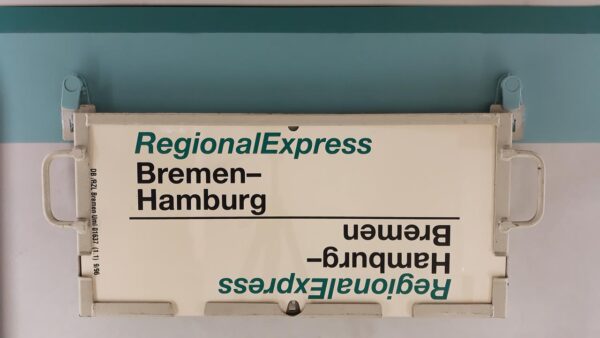 RegionalExpress
Bremen–
Hamburg
Hamburg–
Bremen
RegionalExpress